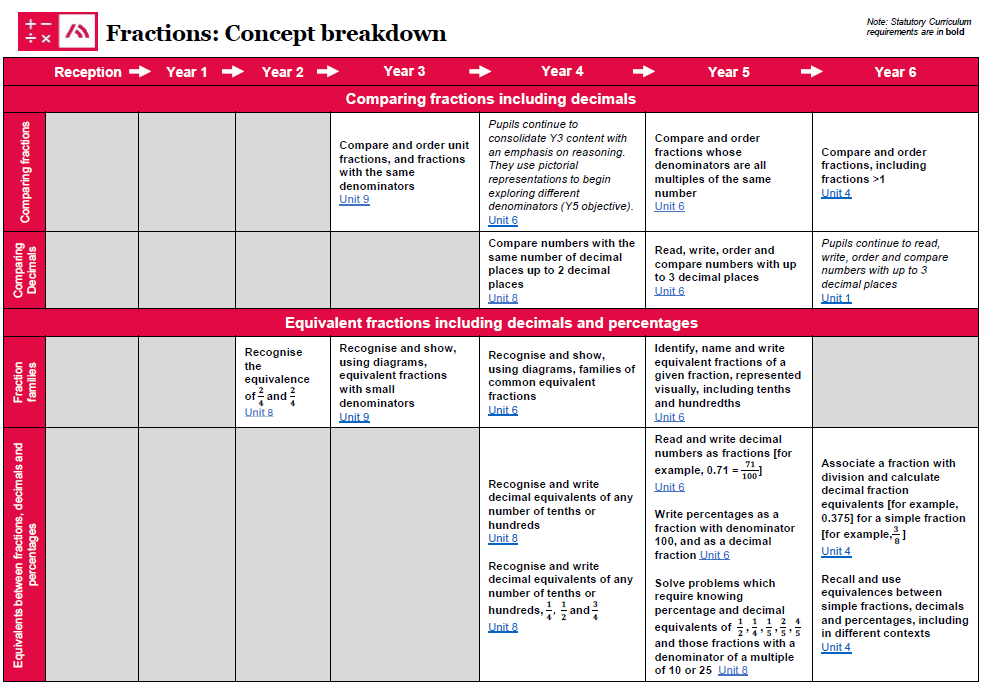 Fractions: Concept breakdown
Note: Statutory Curriculum
requirements are in bold
Reception Year 1 Year 2 Year 3 Year 4 Year 5 Year 6
Comparing fractions including decimals
Comparing fractions
Compare and order unit
fractions, and fractions
with the same
denominators
Unit 9
Pupils continue to
consolidate Y3 content with
an emphasis on reasoning.
They use pictorial
representations to begin
exploring different
denominators (Y5 objective).
Unit 6
Compare and order
fractions whose
denominators are all
multiples of the same
number
Unit 6
Compare and order
fractions, including
fractions >1
Unit 4
Comparing
Decimals
Compare numbers with the
same number of decimal
places up to 2 decimal
places
Unit 8
Read, write, order and
compare numbers with up
to 3 decimal places
Unit 6
Pupils continue to read,
write, order and compare
numbers with up to 3
decimal places
Unit 1
Equivalent fractions including decimals and percentages
Fraction
families
Recognise
the
equivalence
of 2/4 and 2/4
Unit 8
Recognise and show,
using diagrams,
equivalent fractions
with small
denominators
Unit 9
Recognise and show,
using diagrams, families of
common equivalent
fractions
Unit 6
Identify, name and write
equivalent fractions of a
given fraction, represented
visually, including tenths
and hundredths
Unit 6
Equivalents between fractions, decimals and
percentages
Recognise and write
decimal equivalents of any
number of tenths or
hundreds
Unit 8
Recognise and write
decimal equivalents of any
number of tenths or
hundreds, 1/4, 1/2 and 3/4
Unit 8
Read and write decimal
numbers as fractions [for
example, 0.71 = 71/100]
Unit 6
Write percentages as a
fraction with denominator
100, and as a decimal
fraction Unit 6
Solve problems which
require knowing
percentage and decimal
equivalents of 1/2, 1/4, 1/5, 2/5, 4/5
and those fractions with a
denominator of a multiple
of 10 or 25 Unit 8
Associate a fraction with
division and calculate
decimal fraction
equivalents [for example,
0.375] for a simple fraction
[for example, 3/8]
Unit 4
Recall and use
equivalences between
simple fractions, decimals
and percentages, including
in different contexts
Unit 4